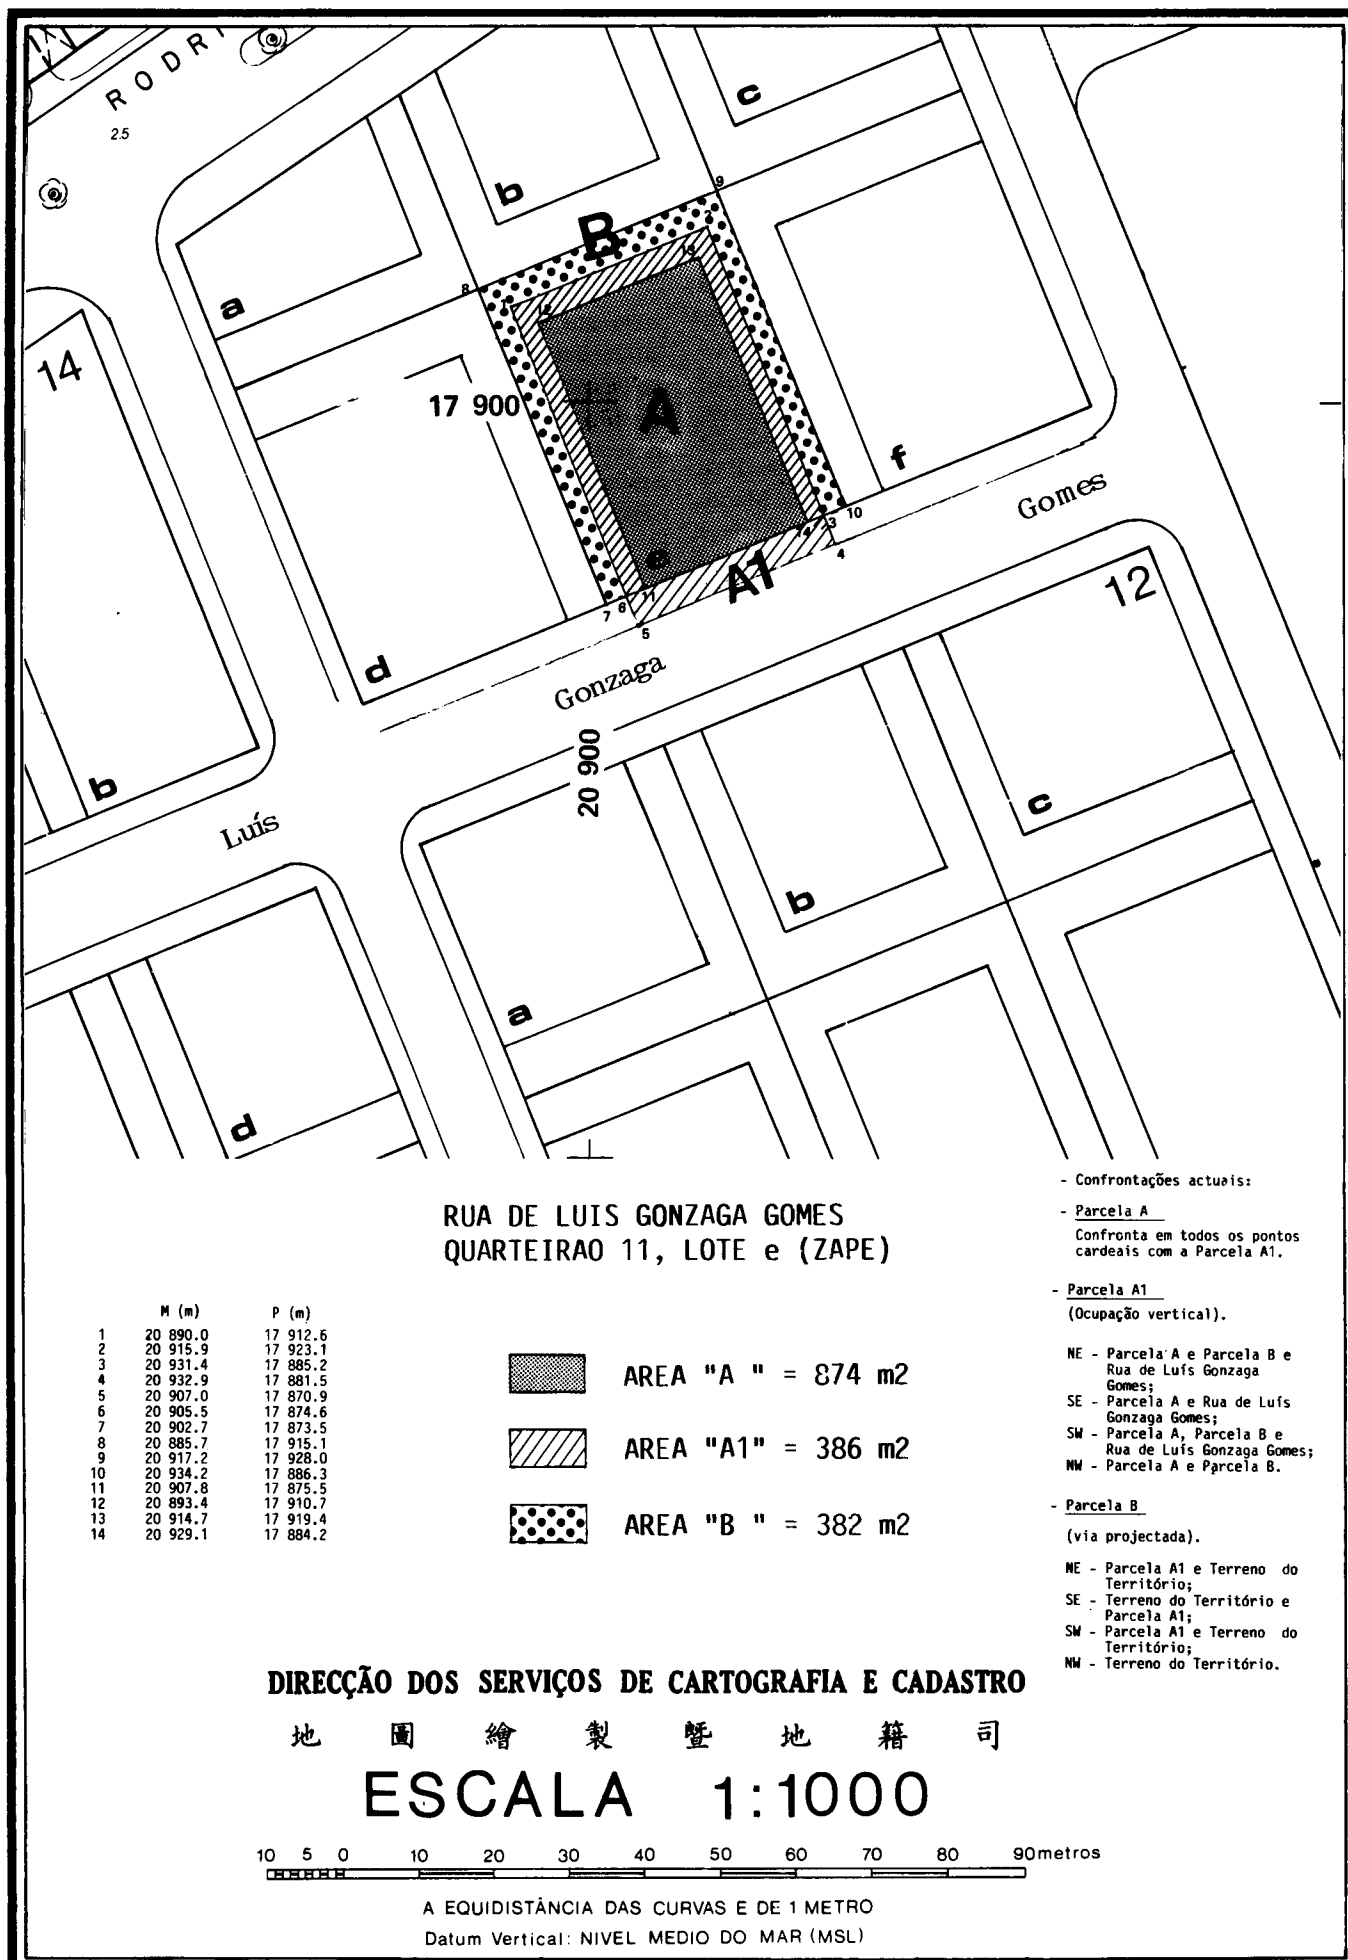 RODRI
2.5
c
b
9
B
2
13
8
1
12
a
14
17 900
A
f
Gomes
10
3
14
4
e
A1
11
6
7
5
12
d
Gonzaga
20 900
b
Luís
c
b
a
d
RUA DE LUIS GONZAGA GOMES
QUARTEIRAO 11, LOTE e (ZAPE)
M (m) P (m)
1 20 890.0 17 912.6
2 20 915.9 17 923.1
3 20 931.4 17 885.2
4 20 932.9 17 881.5
5 20 907.0 17 870.9
6 20 905.5 17 874.6
7 20 902.7 17 873.5
8 20 885.7 17 915.1
9 20 917.2 17 928.0
10 20 934.2 17 886.3
11 20 907.8 17 875.5
12 20 893.4 17 910.7
13 20 914.7 17 919.4
14 20 929.1 17 884.2
AREA "A " = 874 m2
AREA "A1" = 386 m2
AREA "B " = 382 m2
- Confrontações actuais:
- Parcela A
Confronta em todos os pontos
cardeais com a Parcela A1.
- Parcela A1
(Ocupação vertical).
NE - Parcela A e Parcela B e
Rua de Luís Gonzaga
Gomes;
SE - Parcela A e Rua de Luís
Gonzaga Gomes;
SW - Parcela A, Parcela B e
Rua de Luís Gonzaga Gomes;
NW - Parcela A e Parcela B.
- Parcela B
(via projectada).
NE - Parcela A1 e Terreno do
Território;
SE - Terreno do Território e
Parcela A1;
SW - Parcela A1 e Terreno do
Território;
NW - Terreno do Território.
DIRECÇÃO DOS SERVIÇOS DE CARTOGRAFIA E CADASTRO
地圖繪製暨地籍司
ESCALA 1:1000
10 5 0 10 20 30 40 50 60 70 80 90 metros
A EQUIDISTÂNCIA DAS CURVAS E DE 1 METRO
Datum Vertical: NIVEL MEDIO DO MAR (MSL)